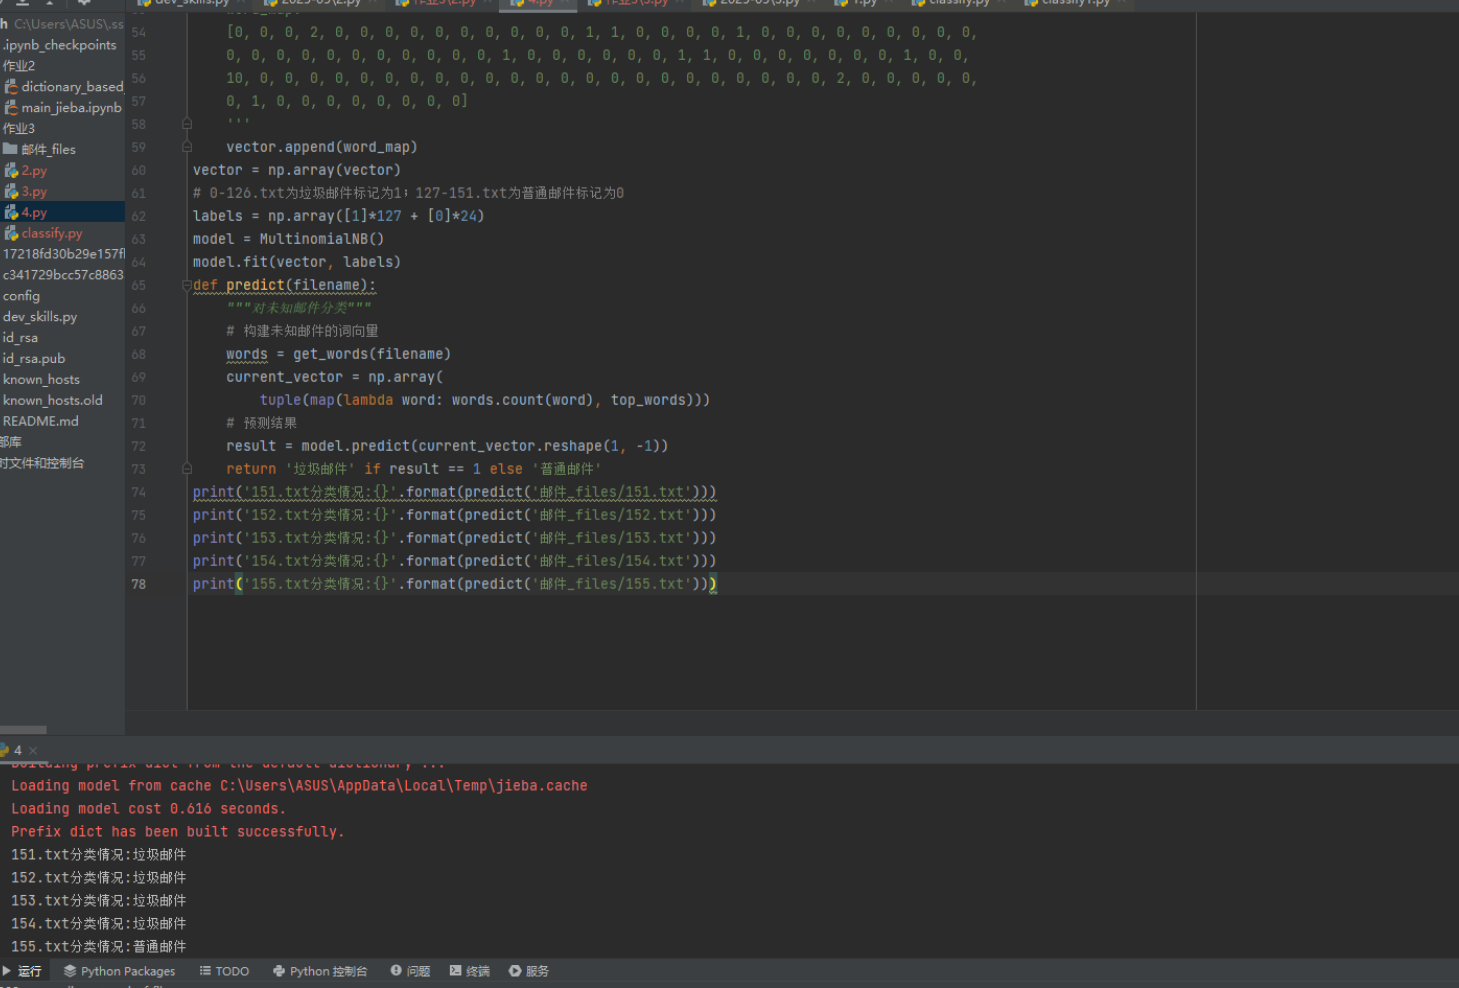 dev_skills.py
2025-09\2.py
作业3\2.py
4.py
作业3\3.py
2025-09\3.py
1.py
classify.py
classify1.py
h C:\Users\ASUS\.ss
.ipynb_checkpoints
作业2
dictionary_based
main_jieba.ipynb
作业3
邮件_files
2.py
3.py
4.py
classify.py
17218fd30b29e157fl
c341729bcc57c8863
config
dev_skills.py
id_rsa
id_rsa.pub
known_hosts
known_hosts.old
README.md
部库
时文件和控制台
54 [0, 0, 0, 2, 0, 0, 0, 0, 0, 0, 0, 0, 0, 0, 1, 1, 0, 0, 0, 0, 1, 0, 0, 0, 0, 0, 0, 0, 0, 0,
55 0, 0, 0, 0, 0, 0, 0, 0, 0, 0, 0, 1, 0, 0, 0, 0, 0, 0, 1, 1, 0, 0, 0, 0, 0, 0, 0, 1, 0, 0,
56 10, 0, 0, 0, 0, 0, 0, 0, 0, 0, 0, 0, 0, 0, 0, 0, 0, 0, 0, 0, 0, 0, 0, 0, 2, 0, 0, 0, 0, 0,
57 0, 1, 0, 0, 0, 0, 0, 0, 0, 0]
58 '''
59 vector.append(word_map)
60 vector = np.array(vector)
61 # 0-126.txt为垃圾邮件标记为1；127-151.txt为普通邮件标记为0
62 labels = np.array([1]*127 + [0]*24)
63 model = MultinomialNB()
64 model.fit(vector, labels)
65 def predict(filename):
66 """对未知邮件分类"""
67 # 构建未知邮件的词向量
68 words = get_words(filename)
69 current_vector = np.array(
70 tuple(map(lambda word: words.count(word), top_words)))
71 # 预测结果
72 result = model.predict(current_vector.reshape(1, -1))
73 return '垃圾邮件' if result == 1 else '普通邮件'
74 print('151.txt分类情况:{}'.format(predict('邮件_files/151.txt')))
75 print('152.txt分类情况:{}'.format(predict('邮件_files/152.txt')))
76 print('153.txt分类情况:{}'.format(predict('邮件_files/153.txt')))
77 print('154.txt分类情况:{}'.format(predict('邮件_files/154.txt')))
78 print('155.txt分类情况:{}'.format(predict('邮件_files/155.txt')))
4
Building prefix dict from the default dictionary ...
Loading model from cache C:\Users\ASUS\AppData\Local\Temp\jieba.cache
Loading model cost 0.616 seconds.
Prefix dict has been built successfully.
151.txt分类情况:垃圾邮件
152.txt分类情况:垃圾邮件
153.txt分类情况:垃圾邮件
154.txt分类情况:垃圾邮件
155.txt分类情况:普通邮件
运行 Python Packages TODO Python 控制台 问题 终端 服务